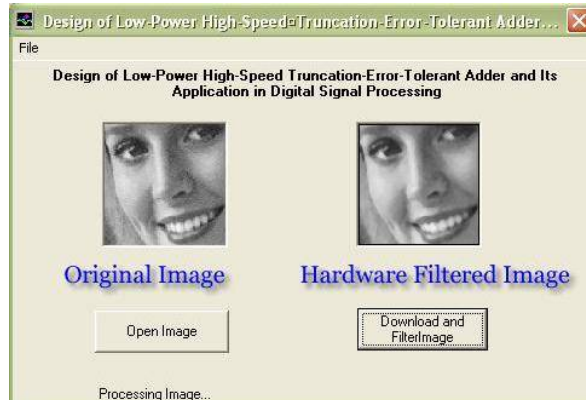 Design of Low-Power High-Speed¤Truncation-Error-Tolerant Adder...
File
Design of Low-Power High-Speed Truncation-Error-Tolerant Adder and Its
Application in Digital Signal Processing
Original Image
Hardware Filtered Image
Open Image
Download and
FilterImage
Processing Image...